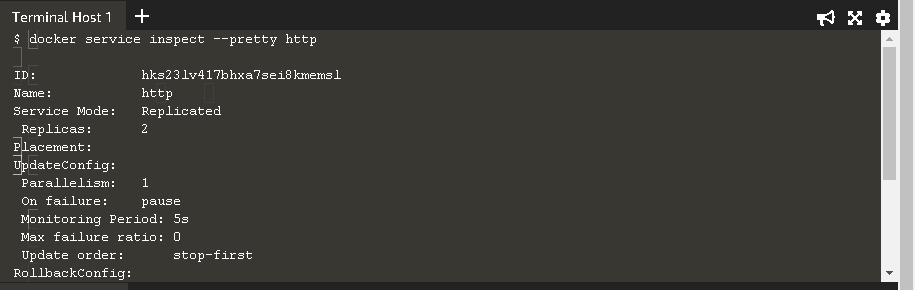 Terminal Host 1 +
$ docker service inspect --pretty http
ID: hks23lv417bhxa7sei8kmemsl
Name: http
Service Mode: Replicated
Replicas: 2
Placement:
UpdateConfig:
Parallelism: 1
On failure: pause
Monitoring Period: 5s
Max failure ratio: 0
Update order: stop-first
RollbackConfig: